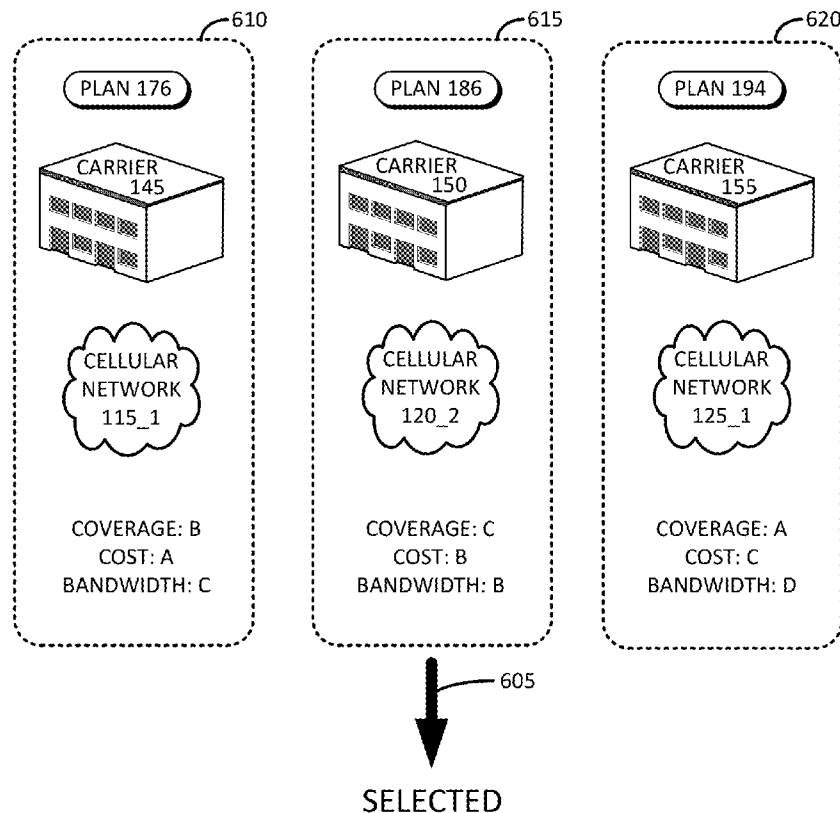 610
615
620
PLAN 176
CARRIER
145
CELLULAR
NETWORK
115_1
COVERAGE: B
COST: A
BANDWIDTH: C
PLAN 186
CARRIER
150
CELLULAR
NETWORK
120_2
COVERAGE: C
COST: B
BANDWIDTH: B
PLAN 194
CARRIER
155
CELLULAR
NETWORK
125_1
COVERAGE: A
COST: C
BANDWIDTH: D
605
SELECTED